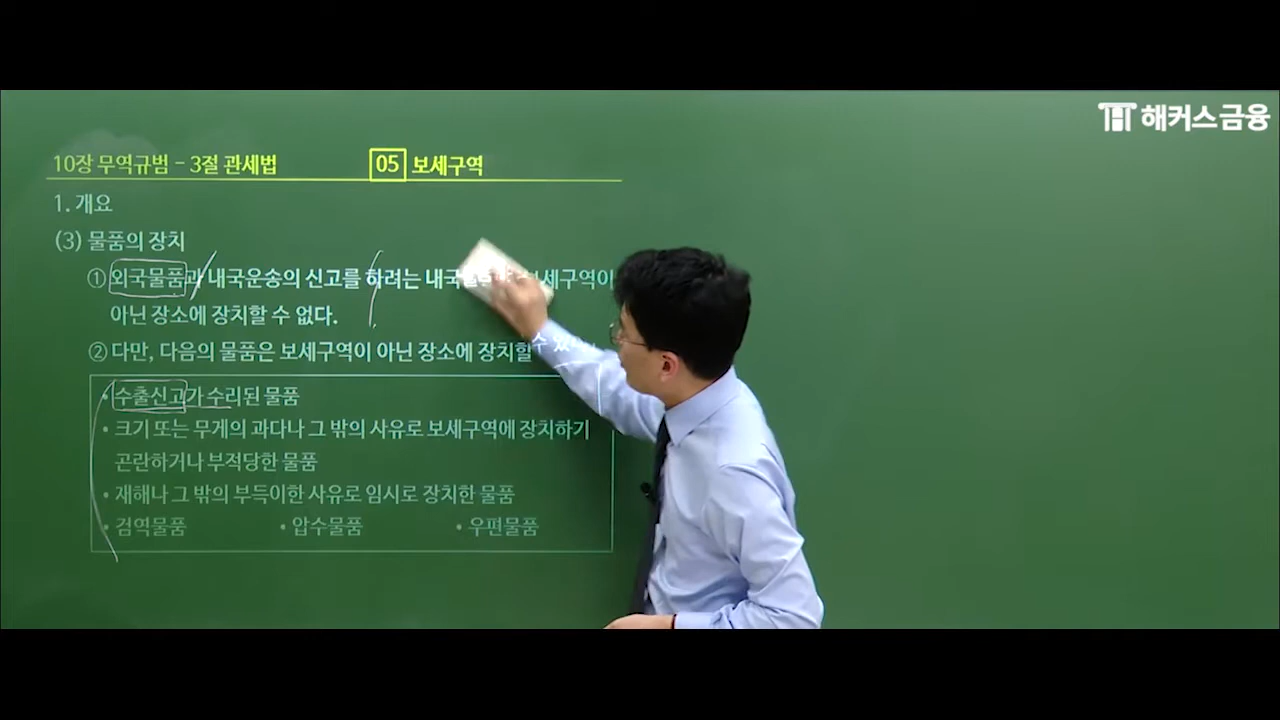 해커스금융
10장 무역규범 - 3절 관세법
05 보세구역
1. 개요
(3) 물품의 장치
① 외국물품과 내국운송의 신고를 하려는 내국 보세구역이
아닌 장소에 장치할 수 없다.
② 다만, 다음의 물품은 보세구역이 아닌 장소에 장치할 수
• 수출신고가 수리된 물품
• 크기 또는 무게의 과다나 그 밖의 사유로 보세구역에 장치하기
곤란하거나 부적당한 물품
• 재해나 그 밖의 부득이한 사유로 임시로 장치한 물품
• 검역물품 • 압수물품 • 우편물품